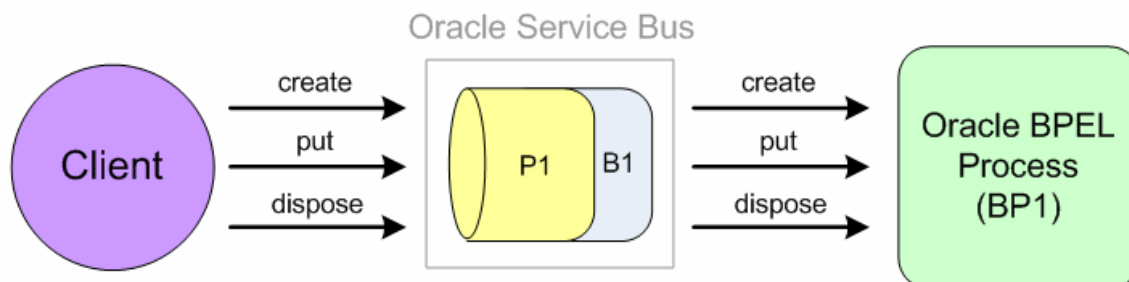 Oracle Service Bus
create
put
dispose
Client
P1
B1
create
put
dispose
Oracle BPEL
Process
(BP1)